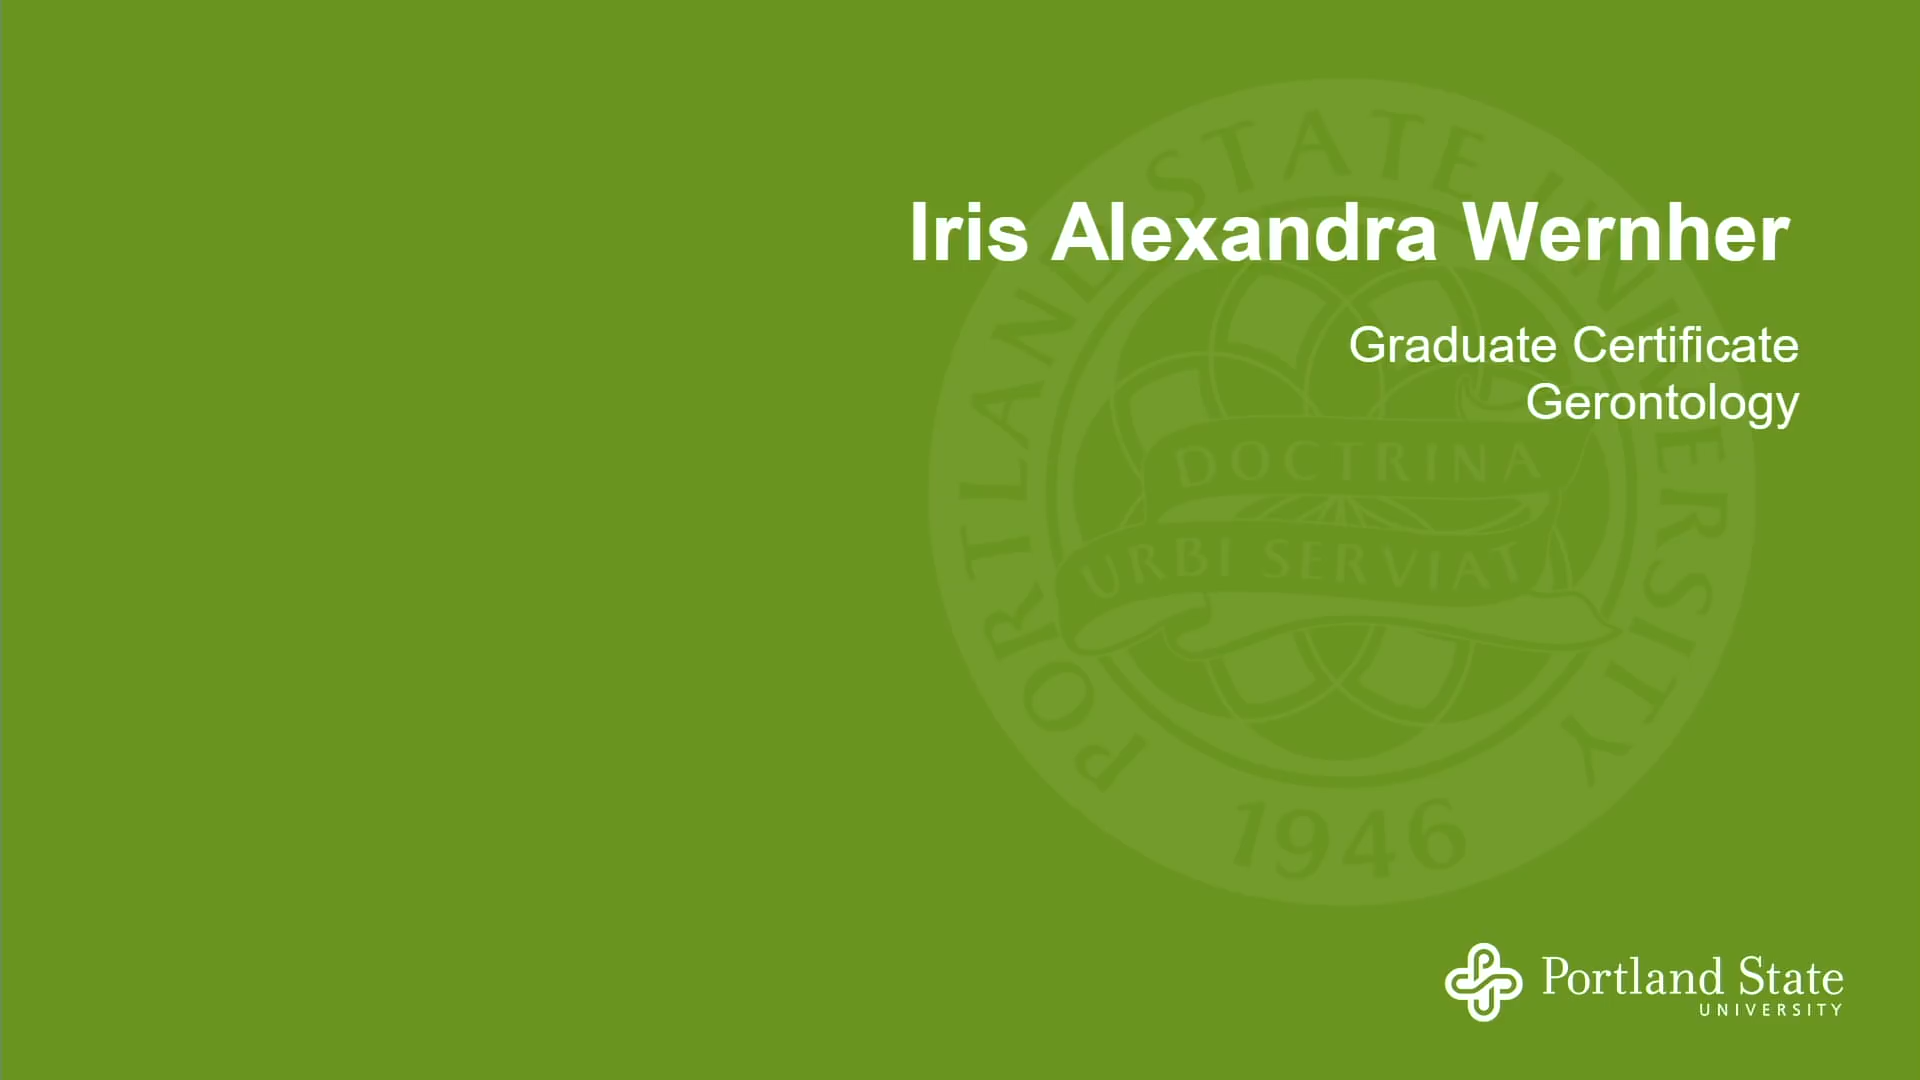 Iris Alexandra Wernher
Graduate Certificate
Gerontology
PORTLAND STATE UNIVERSITY
DOCTRINA
URBI SERVIAT
1946
Portland State
UNIVERSITY